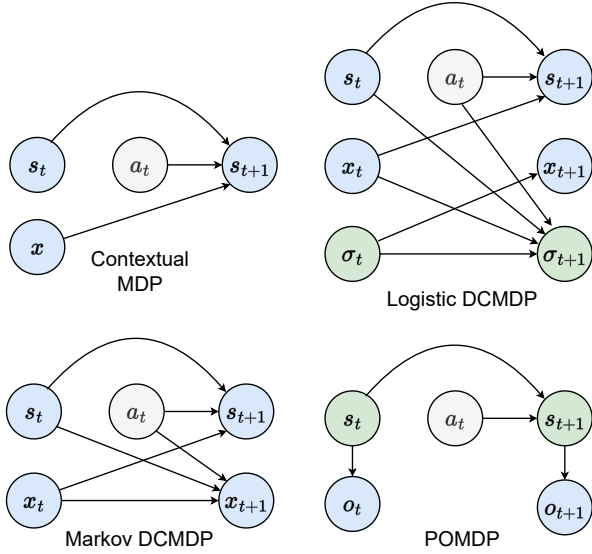 s_t
a_t
s_{t+1}
x
Contextual
MDP
s_t
a_t
s_{t+1}
x_t
x_{t+1}
σ_t
σ_{t+1}
Logistic DCMDP
s_t
a_t
s_{t+1}
x_t
x_{t+1}
Markov DCMDP
s_t
a_t
s_{t+1}
o_t
o_{t+1}
POMDP